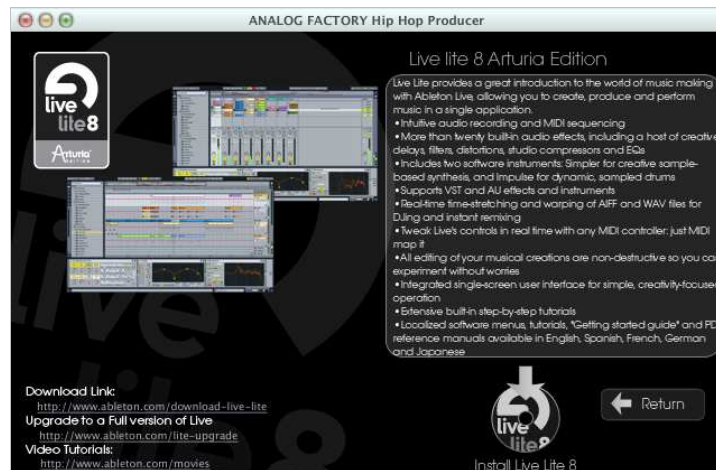 ANALOG FACTORY Hip Hop Producer
live
lite8
Arturia
EDITION
Live lite 8 Arturia Edition
Live Lite provides a great introduction to the world of music making
with Ableton Live, allowing you to create, produce and perform
music in a single application.
•Intuitive audio recording and MIDI sequencing
•More than twenty built-in audio effects, including a host of creative
delays, filters, distortions, studio compressors and EQs
•Includes two software instruments: Simpler for creative sample-
based synthesis, and Impulse for dynamic, sampled drums
•Supports VST and AU effects and instruments
•Real-time time-stretching and warping of AIFF and WAV files for
DJing and instant remixing
•Tweak Live's controls in real time with any MIDI controller: just MIDI
map it
•All editing of your musical creations are non-destructive so you can
experiment without worries
•Integrated single-screen user interface for simple, creativity-focused
operation
•Extensive built-in step-by-step tutorials
•Localized software menus, tutorials, "Getting started guide" and PD
reference manuals available in English, Spanish, French, German
and Japanese
Download Link:
http://www.ableton.com/download-live-lite
Upgrade to a Full version of Live
http://www.ableton.com/lite-upgrade
Video Tutorials:
http://www.ableton.com/movies
live
lite8
Install Live Lite 8
Return
live
lite 8